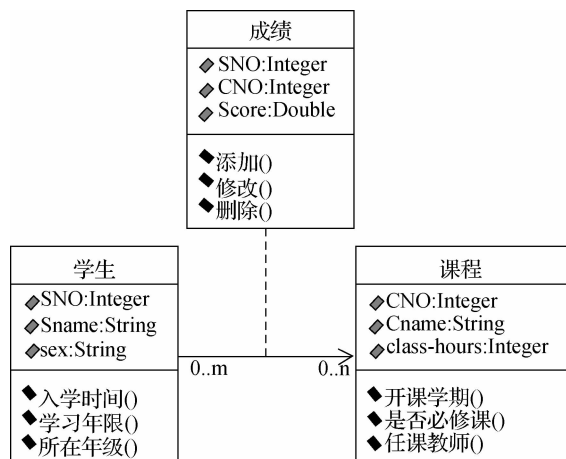 成绩
SNO:Integer
CNO:Integer
Score:Double
添加()
修改()
删除()
学生
SNO:Integer
Sname:String
sex:String
入学时间()
学习年限()
所在年级()
0..m
0..n
课程
CNO:Integer
Cname:String
class-hours:Integer
开课学期()
是否必修课()
任课教师()